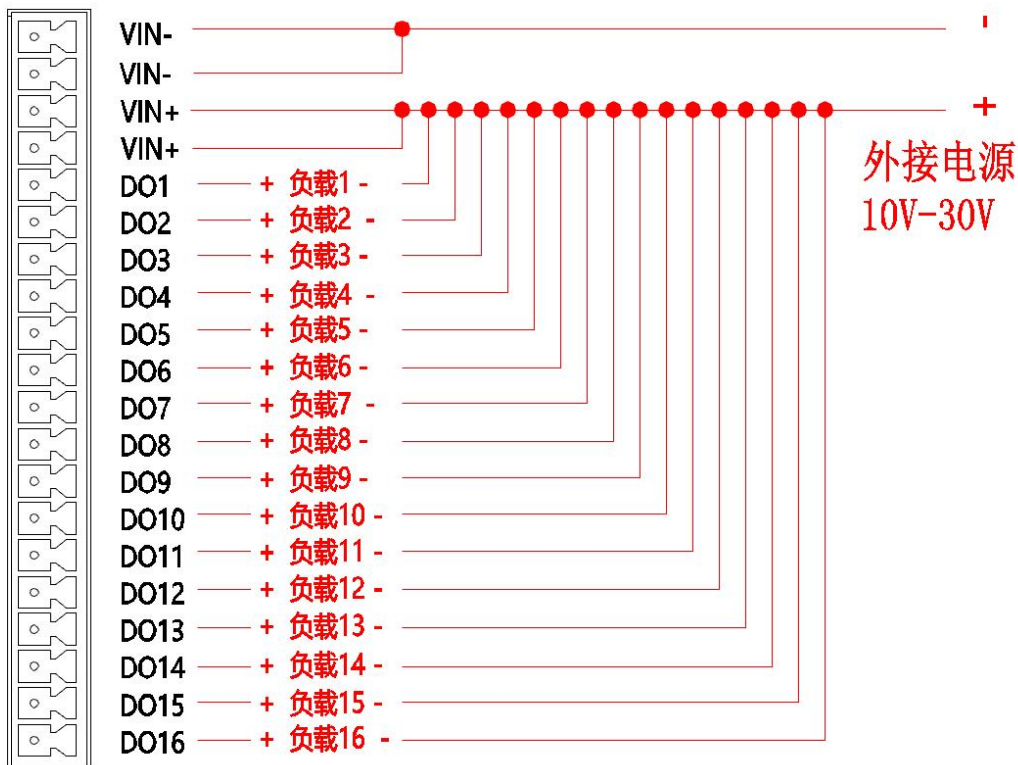 VIN-
-
VIN-
VIN+
+
VIN+
外接电源
10V-30V
DO1 + 负载1 -
DO2 + 负载2 -
DO3 + 负载3 -
DO4 + 负载4 -
DO5 + 负载5 -
DO6 + 负载6 -
DO7 + 负载7 -
DO8 + 负载8 -
DO9 + 负载9 -
DO10 + 负载10 -
DO11 + 负载11 -
DO12 + 负载12 -
DO13 + 负载13 -
DO14 + 负载14 -
DO15 + 负载15 -
DO16 + 负载16 -